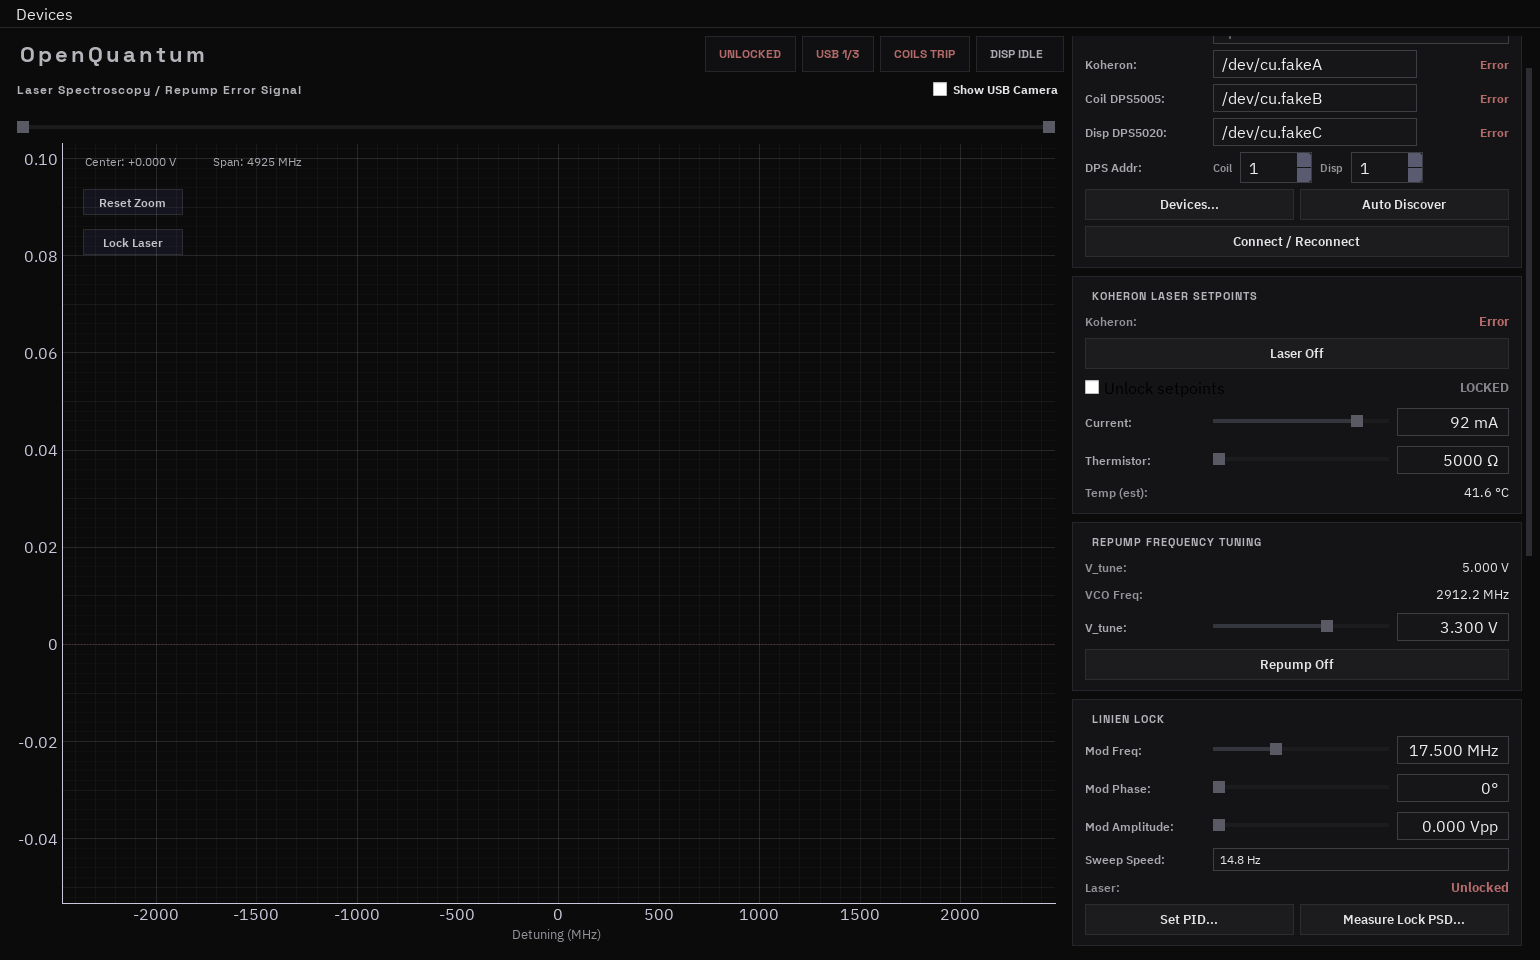 Devices
OpenQuantum
UNLOCKED
USB 1/3
COILS TRIP
DISP IDLE
Laser Spectroscopy / Repump Error Signal
Show USB Camera
Center: +0.000 V
Span: 4925 MHz
Reset Zoom
Lock Laser
0.10
0.08
0.06
0.04
0.02
0
-0.02
-0.04
-2000
-1500
-1000
-500
0
500
1000
1500
2000
Detuning (MHz)
Koheron: /dev/cu.fakeA Error
Coil DPS5005: /dev/cu.fakeB Error
Disp DPS5020: /dev/cu.fakeC Error
DPS Addr: Coil 1 Disp 1
Devices... Auto Discover
Connect / Reconnect
KOHERON LASER SETPOINTS
Koheron: Error
Laser Off
Unlock setpoints LOCKED
Current: 92 mA
Thermistor: 5000 Ω
Temp (est): 41.6 °C
REPUMP FREQUENCY TUNING
V_tune: 5.000 V
VCO Freq: 2912.2 MHz
V_tune: 3.300 V
Repump Off
LINIEN LOCK
Mod Freq: 17.500 MHz
Mod Phase: 0°
Mod Amplitude: 0.000 Vpp
Sweep Speed: 14.8 Hz
Laser: Unlocked
Set PID... Measure Lock PSD...